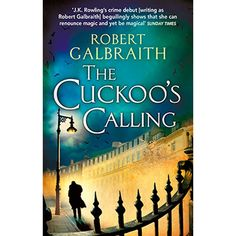 'J.K. Rowling's crime debut [writing as
Robert Galbraith] beguilingly shows that she can
renounce magic and yet be magical' SUNDAY TIMES
ROBERT
GALBRAITH
THE
CUCKOO'S
CALLING